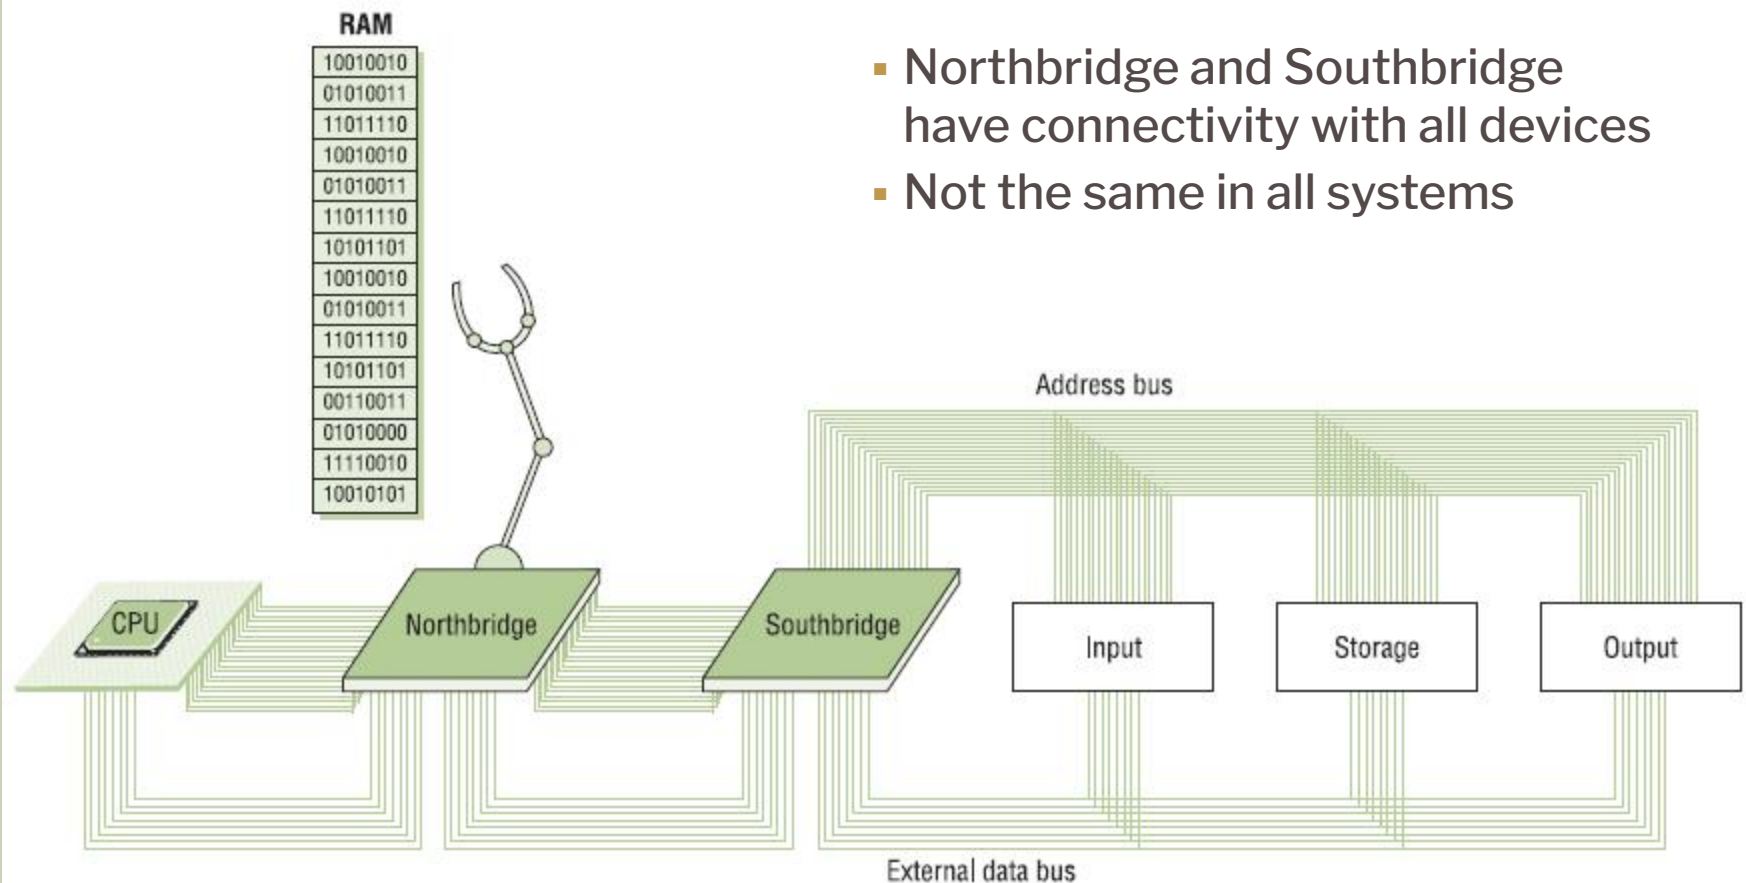 RAM
10010010
01010011
11011110
10010010
01010011
11011110
10101101
10010010
01010011
11011110
10101101
00110011
01010000
11110010
10010101
▪ Northbridge and Southbridge
have connectivity with all devices
▪ Not the same in all systems
Address bus
CPU
Northbridge
Southbridge
Input
Storage
Output
External data bus